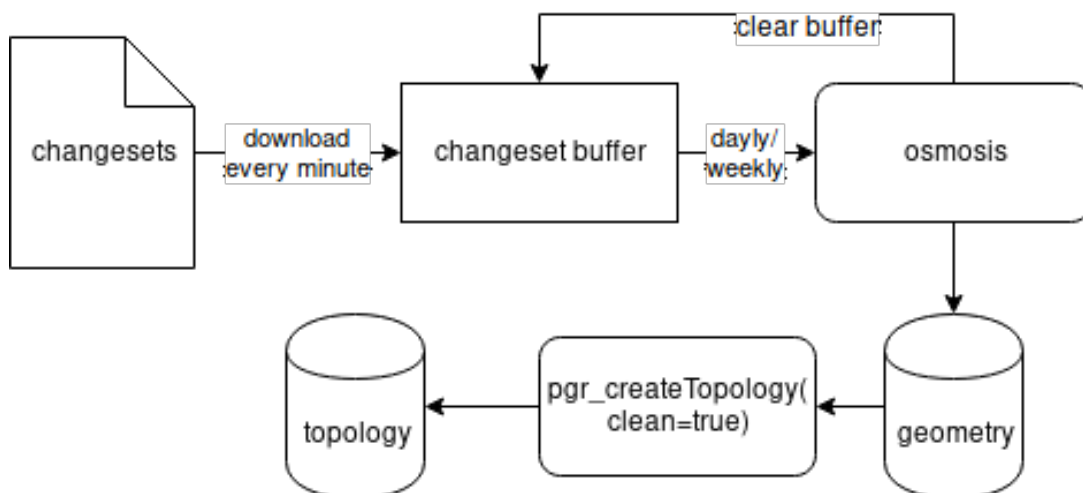 clear buffer
changesets
download
every minute
changeset buffer
dayly/
weekly
osmosis
topology
pgr_createTopology(
clean=true)
geometry